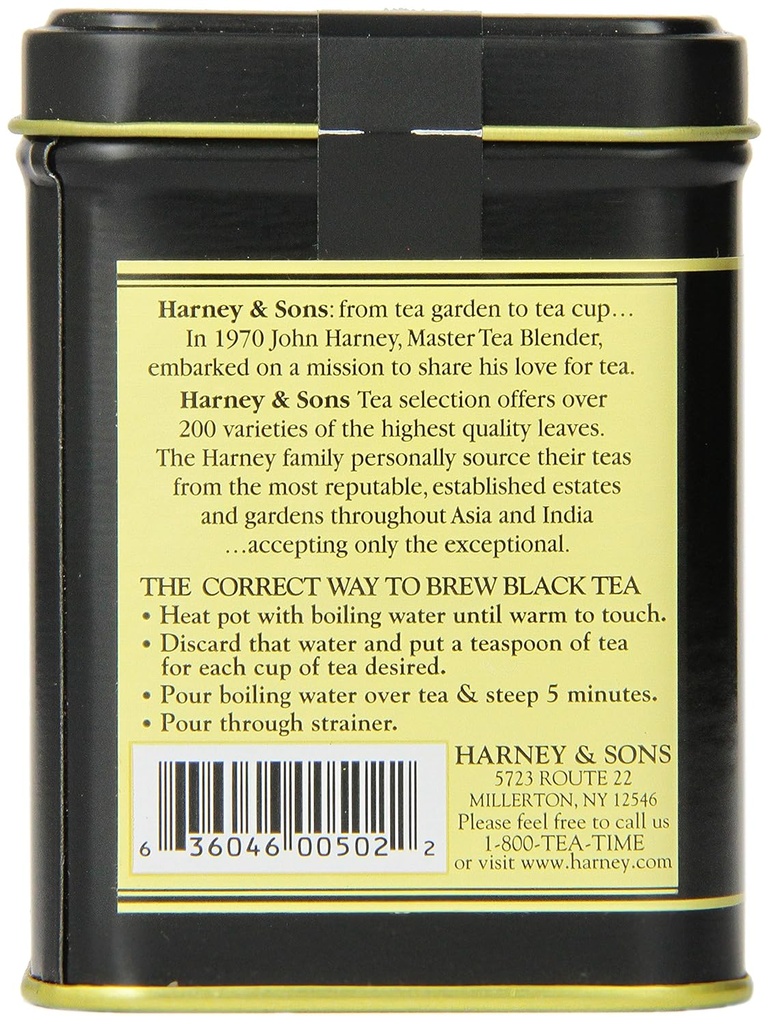 Harney & Sons: from tea garden to tea cup…
In 1970 John Harney, Master Tea Blender,
embarked on a mission to share his love for tea.
Harney & Sons Tea selection offers over
200 varieties of the highest quality leaves.
The Harney family personally source their teas
from the most reputable, established estates
and gardens throughout Asia and India
…accepting only the exceptional.
THE CORRECT WAY TO BREW BLACK TEA
• Heat pot with boiling water until warm to touch.
• Discard that water and put a teaspoon of tea
for each cup of tea desired.
• Pour boiling water over tea & steep 5 minutes.
• Pour through strainer.
6 36046 00502 2
HARNEY & SONS
5723 ROUTE 22
MILLERTON, NY 12546
Please feel free to call us
1-800-TEA-TIME
or visit www.harney.com